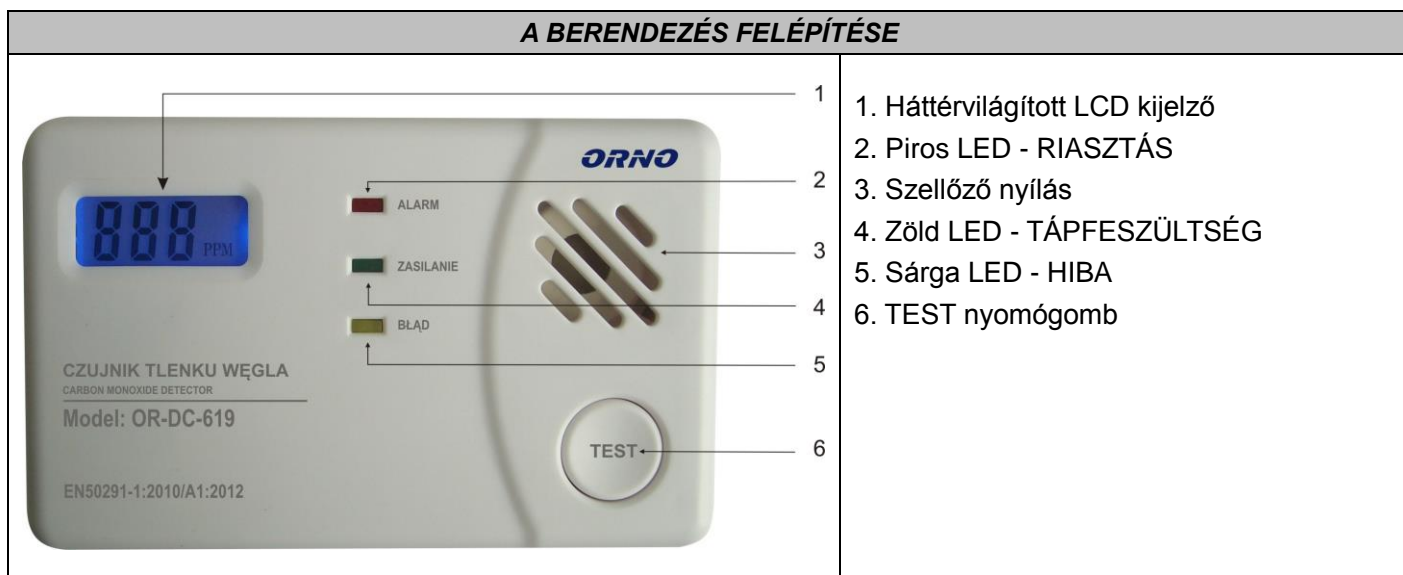 A BERENDEZÉS FELÉPÍTÉSE
1
2
3
4
5
6
ORNO
888 PPM
ALARM
ZASILANIE
BŁĄD
CZUJNIK TLENKU WĘGLA
CARBON MONOXIDE DETECTOR
Model: OR-DC-619
TEST
EN50291-1:2010/A1:2012
1. Háttérvilágított LCD kijelző
2. Piros LED - RIASZTÁS
3. Szellőző nyílás
4. Zöld LED - TÁPFESZÜLTSÉG
5. Sárga LED - HIBA
6. TEST nyomógomb